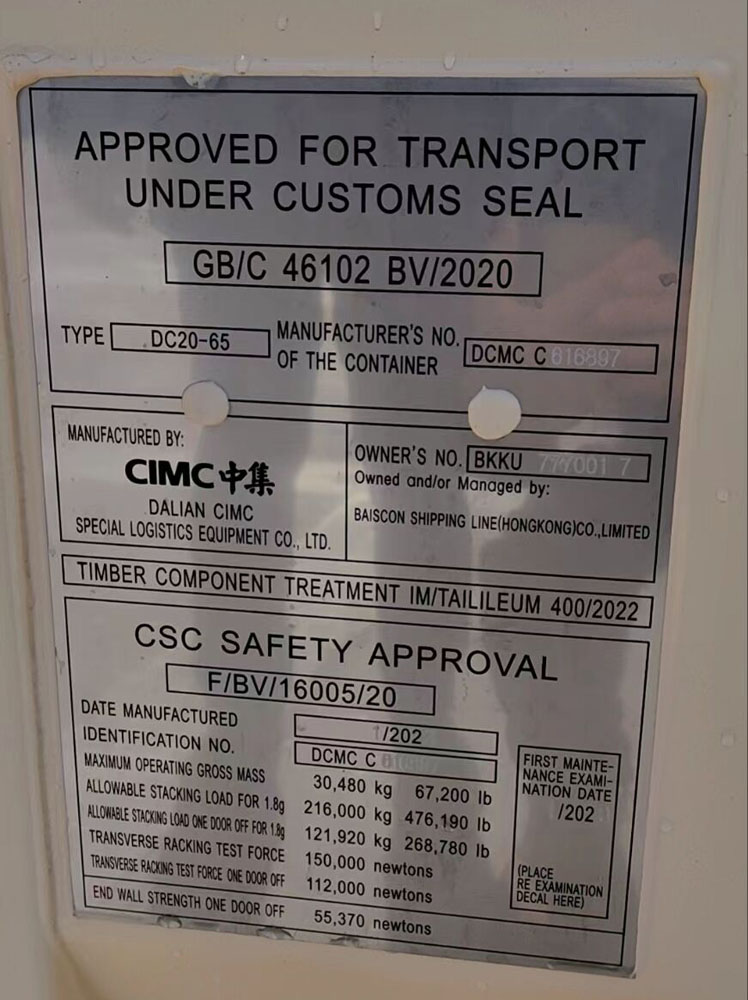 APPROVED FOR TRANSPORT
UNDER CUSTOMS SEAL
GB/C 46102 BV/2020
TYPE DC20-65
MANUFACTURER'S NO.
OF THE CONTAINER
DCMC C 616897
MANUFACTURED BY:
CIMC中集
DALIAN CIMC
SPECIAL LOGISTICS EQUIPMENT CO., LTD.
OWNER'S NO. BKKU
Owned and/or Managed by:
BAISCON SHIPPING LINE(HONGKONG)CO.,LIMITED
TIMBER COMPONENT TREATMENT IM/TAILILEUM 400/2022
CSC SAFETY APPROVAL
F/BV/16005/20
DATE MANUFACTURED /202
IDENTIFICATION NO. DCMC C
MAXIMUM OPERATING GROSS MASS 30,480 kg 67,200 lb
ALLOWABLE STACKING LOAD FOR 1.8g 216,000 kg 476,190 lb
ALLOWABLE STACKING LOAD ONE DOOR OFF FOR 1.8g 121,920 kg 268,780 lb
TRANSVERSE RACKING TEST FORCE 150,000 newtons
TRANSVERSE RACKING TEST FORCE ONE DOOR OFF 112,000 newtons
END WALL STRENGTH ONE DOOR OFF 55,370 newtons
FIRST MAINTE-
NANCE EXAMI-
NATION DATE
/202
(PLACE
RE EXAMINATION
DECAL HERE)